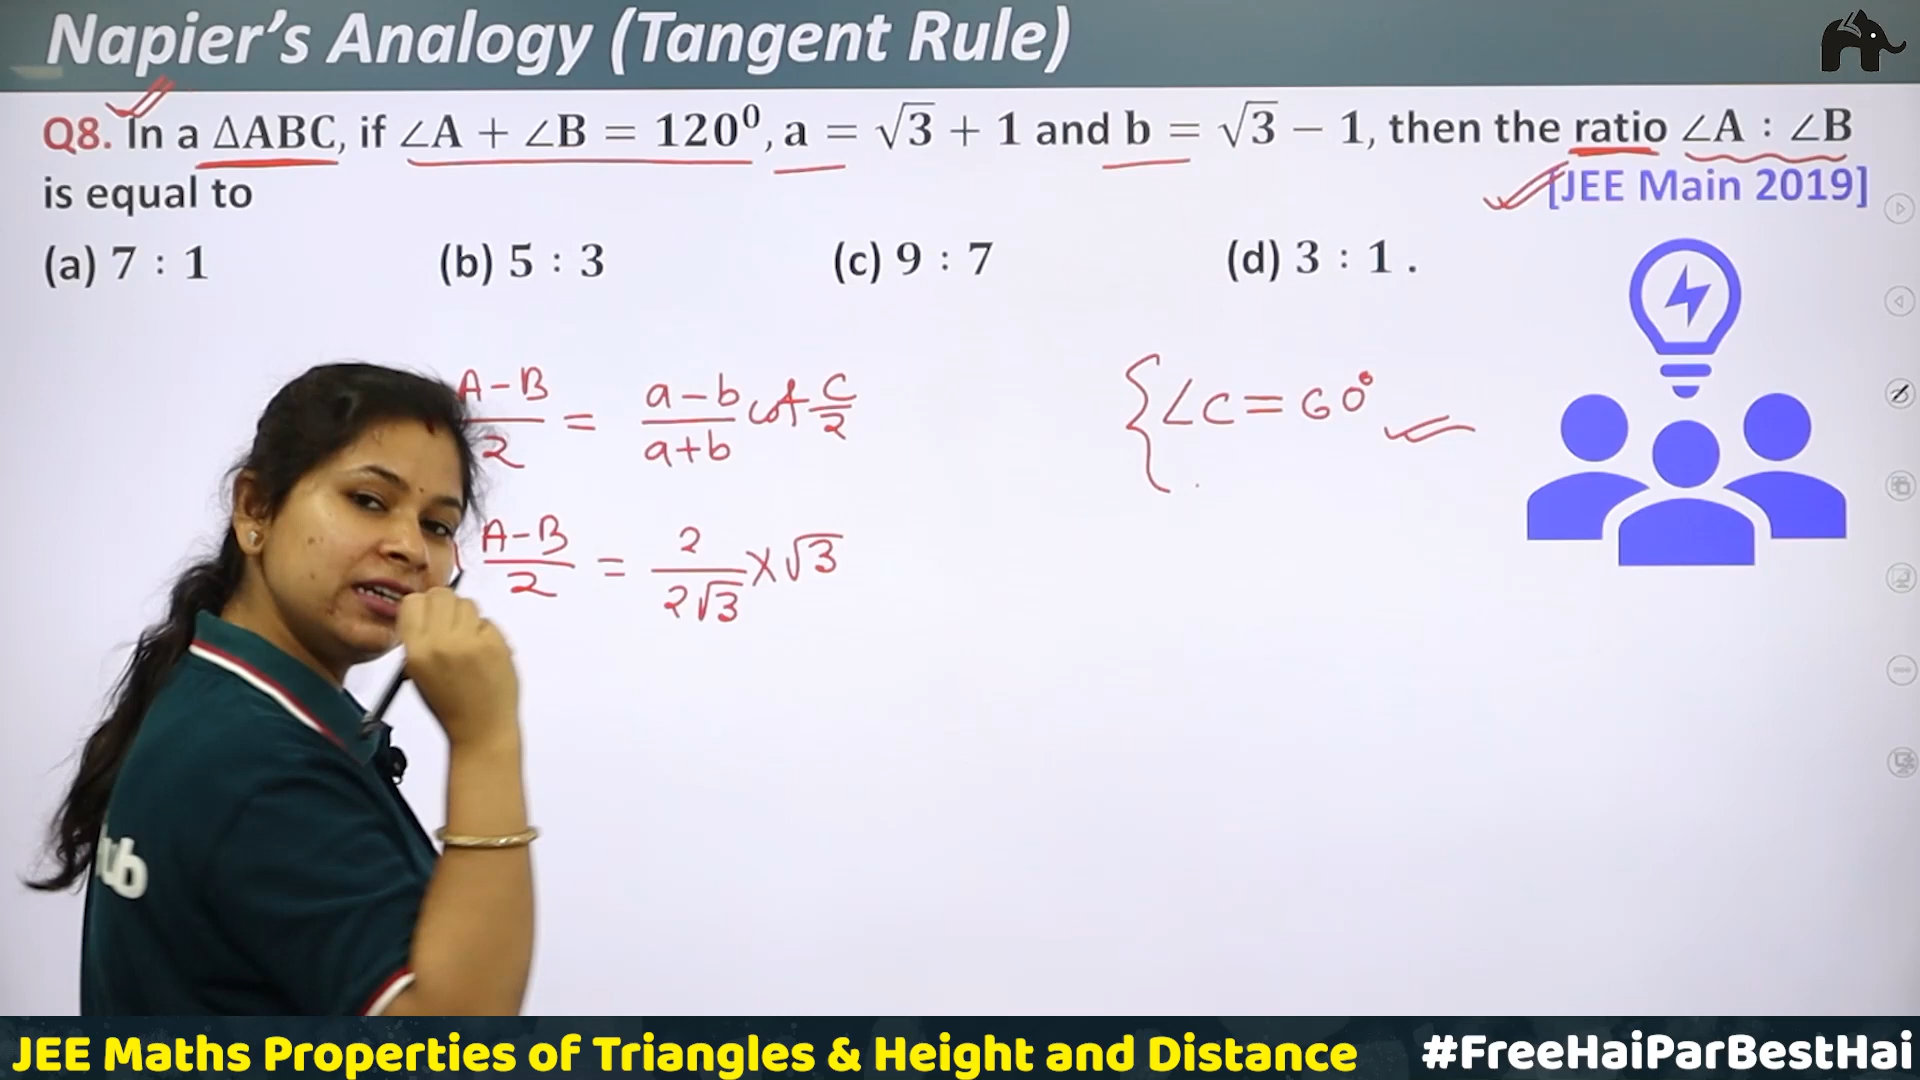 Napier's Analogy (Tangent Rule)
Q8. In a ΔABC, if ∠A + ∠B = 120⁰, a = √3 + 1 and b = √3 − 1, then the ratio ∠A : ∠B
is equal to [JEE Main 2019]
(a) 7 : 1 (b) 5 : 3 (c) 9 : 7 (d) 3 : 1 .
A-B/2 = a-b/a+b cot C/2 {∠C = 60°
A-B/2 = 2/2√3 × √3
ub
JEE Maths Properties of Triangles & Height and Distance #FreeHaiParBestHai